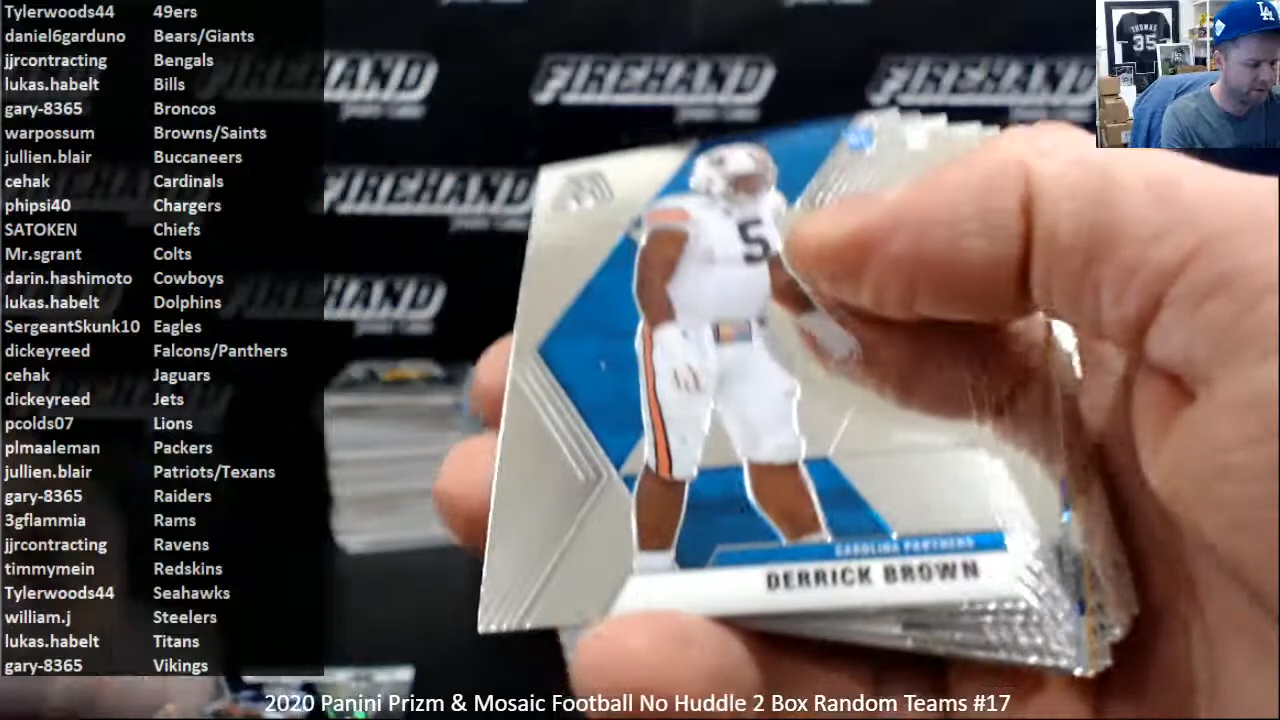 Tylerwoods44 49ers
daniel6garduno Bears/Giants
jjrcontracting Bengals
lukas.habelt Bills
gary-8365 Broncos
warpossum Browns/Saints
jullien.blair Buccaneers
cehak Cardinals
phipsi40 Chargers
SATOKEN Chiefs
Mr.sgrant Colts
darin.hashimoto Cowboys
lukas.habelt Dolphins
SergeantSkunk10 Eagles
dickeyreed Falcons/Panthers
cehak Jaguars
dickeyreed Jets
pcolds07 Lions
plmaaleman Packers
jullien.blair Patriots/Texans
gary-8365 Raiders
3gflammia Rams
jjrcontracting Ravens
timmymein Redskins
Tylerwoods44 Seahawks
william.j Steelers
lukas.habelt Titans
gary-8365 Vikings
FIREHAND FIREHAND FIREHAND
FIREHAND FIREHAND
FIREHAND
THOMAS
35
LA
5
CAROLINA PANTHERS
DERRICK BROWN
2020 Panini Prizm & Mosaic Football No Huddle 2 Box Random Teams #17